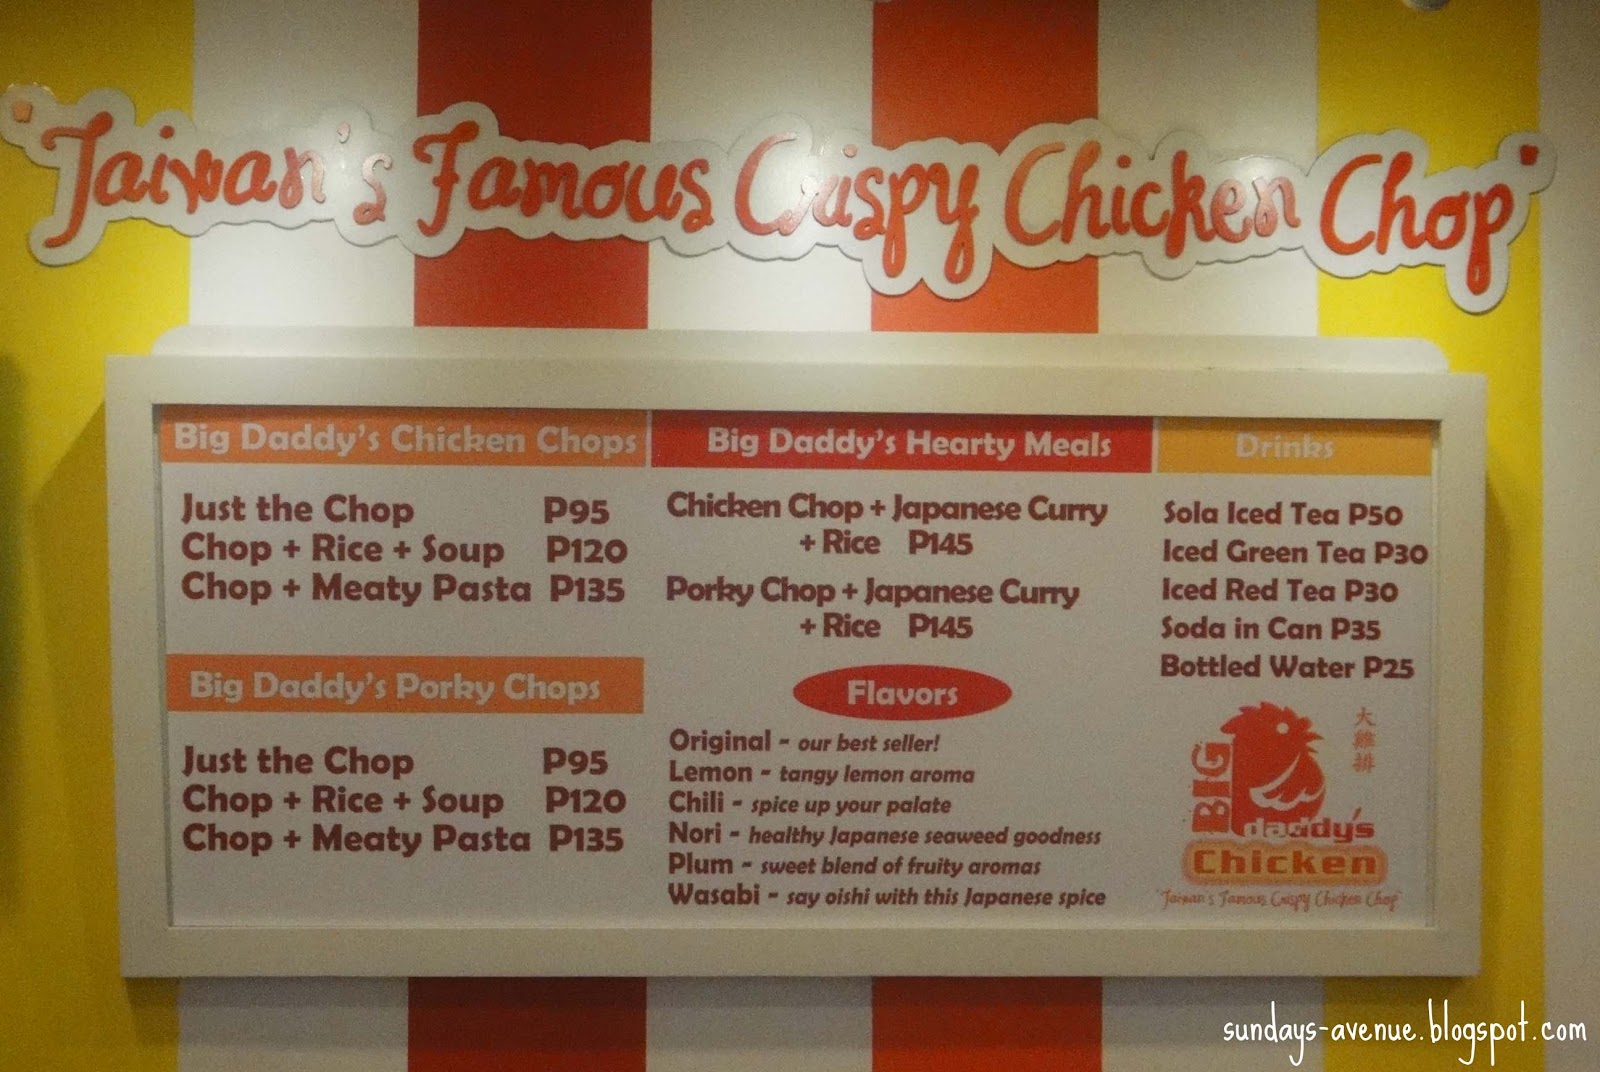 "Taiwan's Famous Crispy Chicken Chop"
Big Daddy's Chicken Chops
Just the Chop P95
Chop + Rice + Soup P120
Chop + Meaty Pasta P135
Big Daddy's Porky Chops
Just the Chop P95
Chop + Rice + Soup P120
Chop + Meaty Pasta P135
Big Daddy's Hearty Meals
Chicken Chop + Japanese Curry
+ Rice P145
Porky Chop + Japanese Curry
+ Rice P145
Flavors
Original - our best seller!
Lemon - tangy lemon aroma
Chili - spice up your palate
Nori - healthy Japanese seaweed goodness
Plum - sweet blend of fruity aromas
Wasabi - say oishi with this Japanese spice
Drinks
Sola Iced Tea P50
Iced Green Tea P30
Iced Red Tea P30
Soda in Can P35
Bottled Water P25
大雞排
BIG
daddy's
Chicken
"Taiwan's Famous Crispy Chicken Chop"
sundays-avenue.blogspot.com